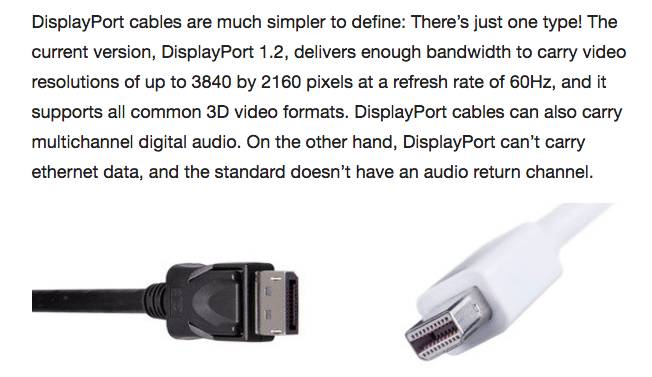 DisplayPort cables are much simpler to define: There’s just one type! The
current version, DisplayPort 1.2, delivers enough bandwidth to carry video
resolutions of up to 3840 by 2160 pixels at a refresh rate of 60Hz, and it
supports all common 3D video formats. DisplayPort cables can also carry
multichannel digital audio. On the other hand, DisplayPort can’t carry
ethernet data, and the standard doesn’t have an audio return channel.